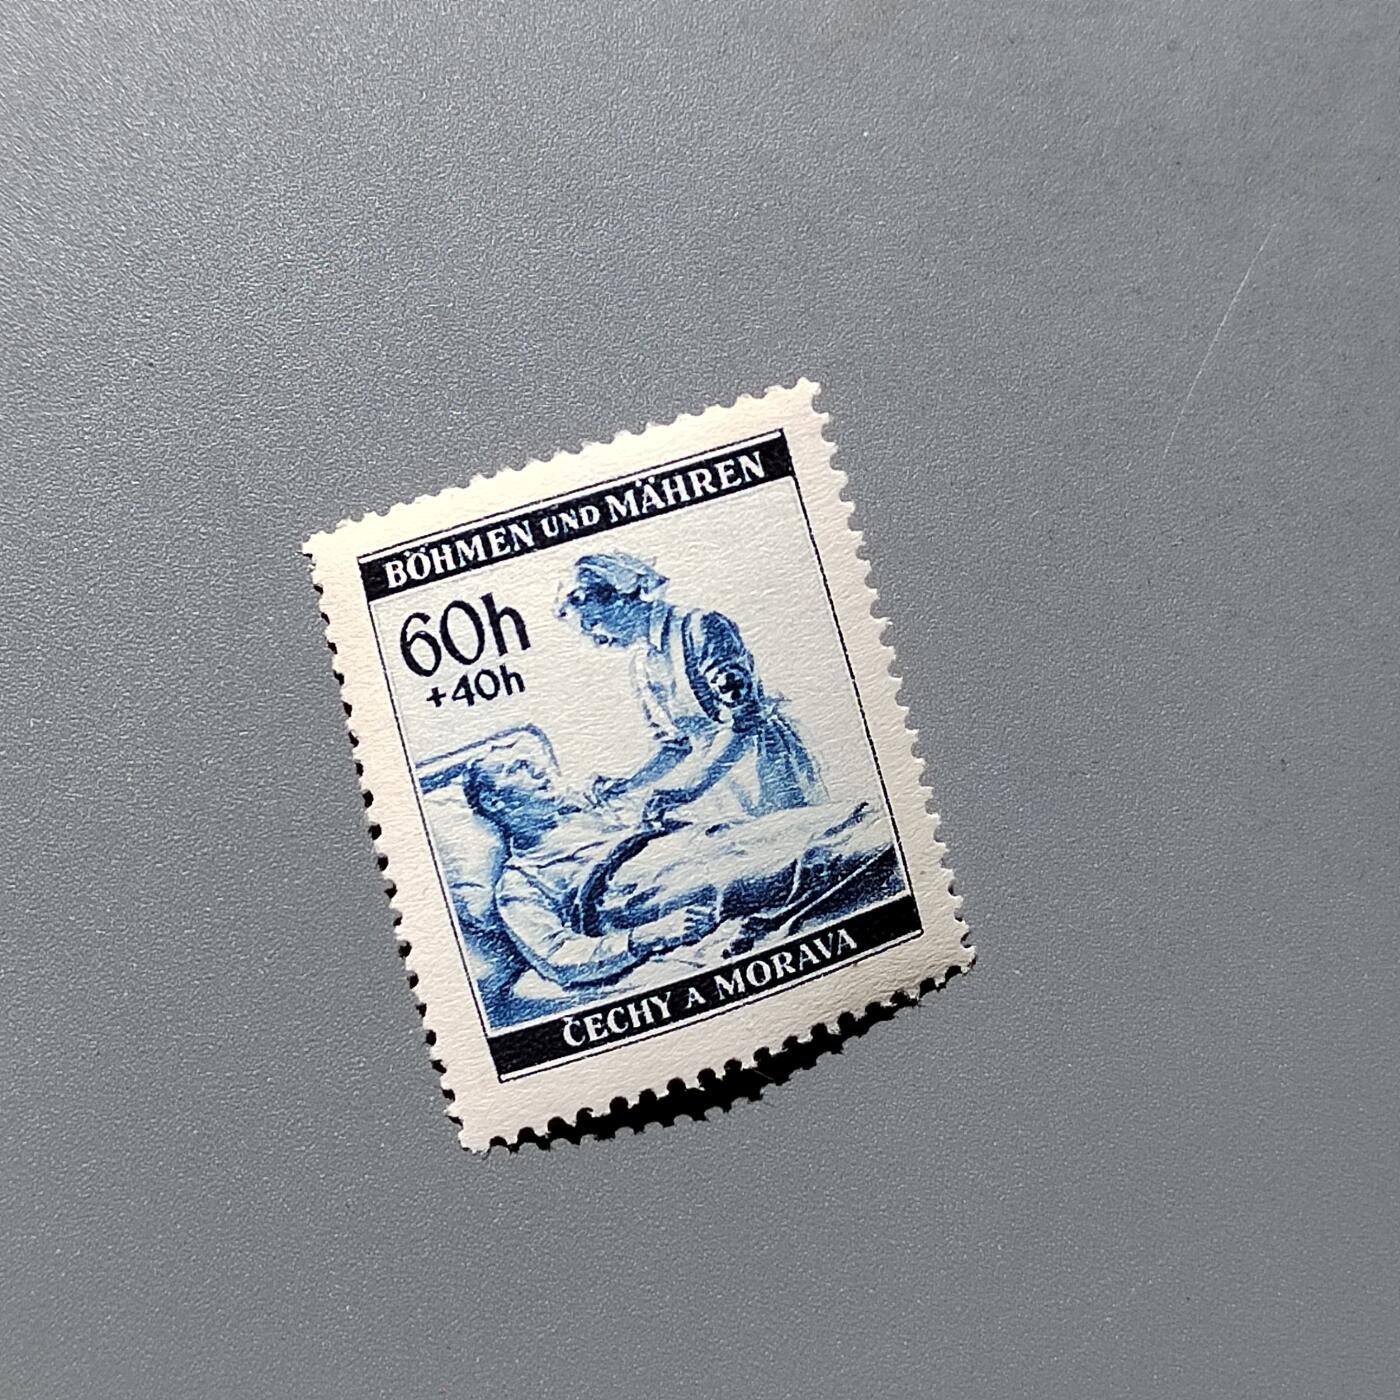 BÖHMEN UND MÄHREN
60h
+40h
ČECHY A MORAVA